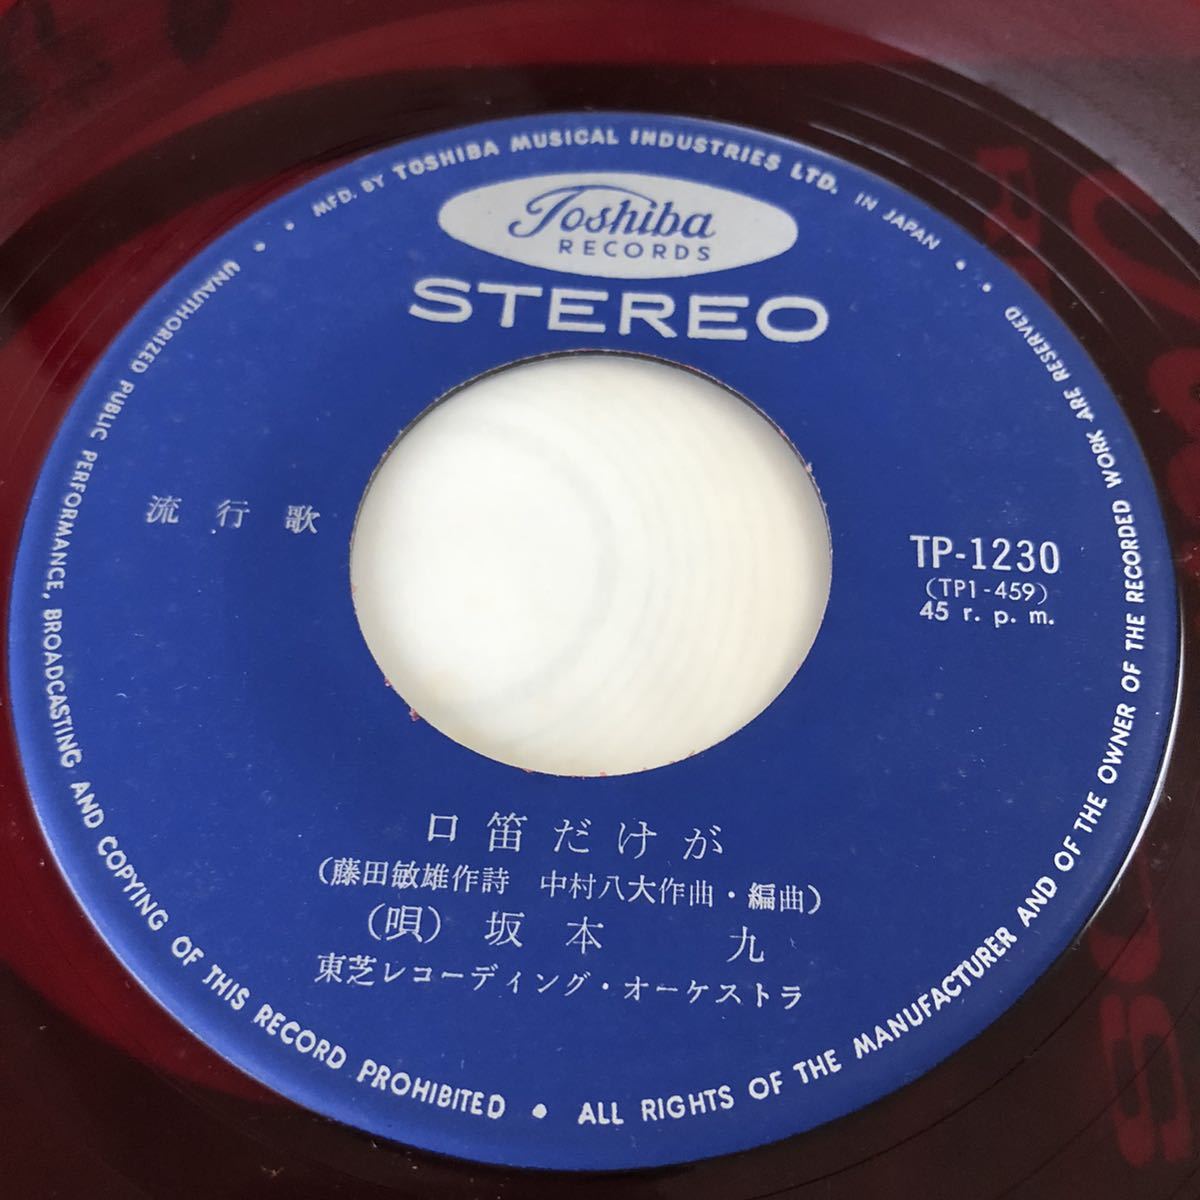 MFD. BY TOSHIBA MUSICAL INDUSTRIES LTD. IN JAPAN
Toshiba
RECORDS
STEREO
流行歌
TP-1230
(TP1-459)
45 r.p.m.
口笛だけが
(藤田敏雄作詩 中村八大作曲・編曲)
(唄) 坂本 九
東芝レコーディング・オーケストラ
UNAUTHORIZED PUBLIC PERFORMANCE, BROADCASTING AND COPYING OF THIS RECORD PROHIBITED • ALL RIGHTS OF THE MANUFACTURER AND OF THE OWNER OF THE RECORDED WORK ARE RESERVED